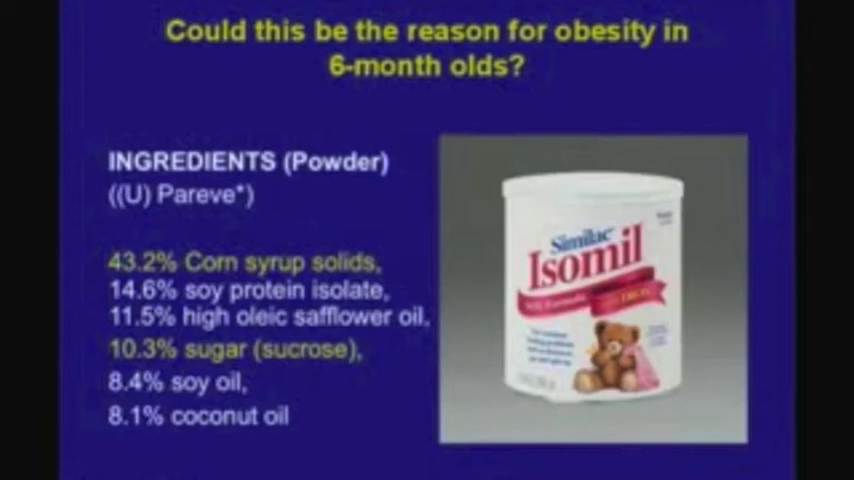 Could this be the reason for obesity in
6-month olds?
INGREDIENTS (Powder)
((U) Pareve*)
43.2% Corn syrup solids,
14.6% soy protein isolate,
11.5% high oleic safflower oil,
10.3% sugar (sucrose),
8.4% soy oil,
8.1% coconut oil
Similac
Isomil